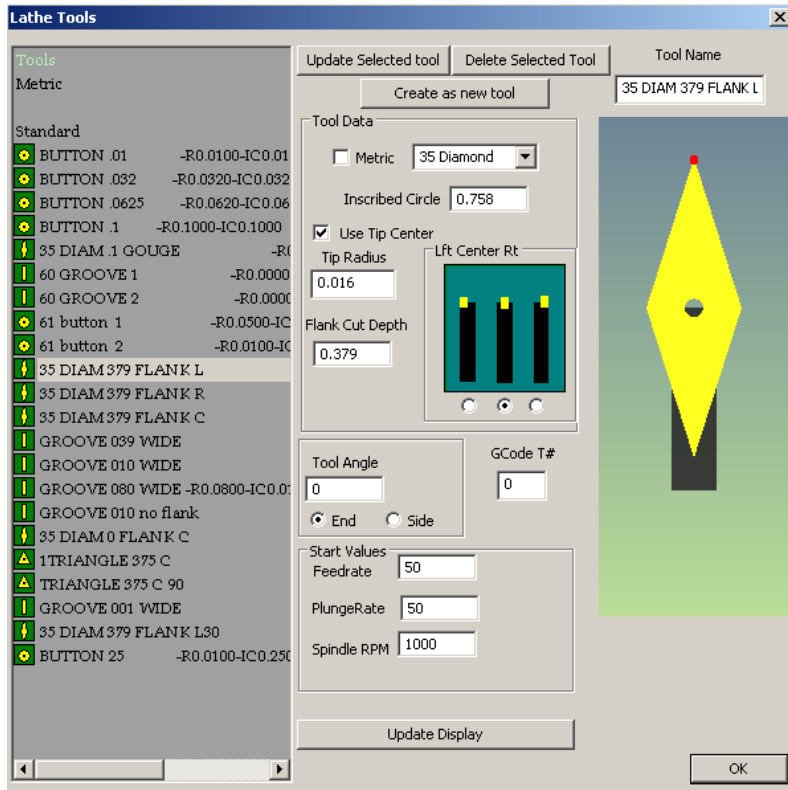 Lathe Tools
Tools
Metric
Standard
BUTTON .01 -R0.0100-IC0.01
BUTTON .032 -R0.0320-IC0.032
BUTTON .0625 -R0.0620-IC0.06
BUTTON .1 -R0.1000-IC0.1000
35 DIAM .1 GOUGE -R0
60 GROOVE 1 -R0.0000
60 GROOVE 2 -R0.0000
61 button 1 -R0.0500-IC
61 button 2 -R0.0100-IC
35 DIAM 379 FLANK L
35 DIAM 379 FLANK R
35 DIAM 379 FLANK C
GROOVE 039 WIDE
GROOVE 010 WIDE
GROOVE 080 WIDE -R0.0800-IC0.0
GROOVE 010 no flank
35 DIAM 0 FLANK C
1TRIANGLE 375 C
TRIANGLE 375 C 90
GROOVE 001 WIDE
35 DIAM 379 FLANK L30
BUTTON 25 -R0.0100-IC0.250
Update Selected tool
Delete Selected Tool
Create as new tool
Tool Data
Metric
35 Diamond
Inscribed Circle
0.758
Use Tip Center
Tip Radius
0.016
Flank Cut Depth
0.379
Lft Center Rt
Tool Angle
0
End
Side
GCode T#
0
Start Values
Feedrate
50
PlungeRate
50
Spindle RPM
1000
Update Display
Tool Name
35 DIAM 379 FLANK L
OK